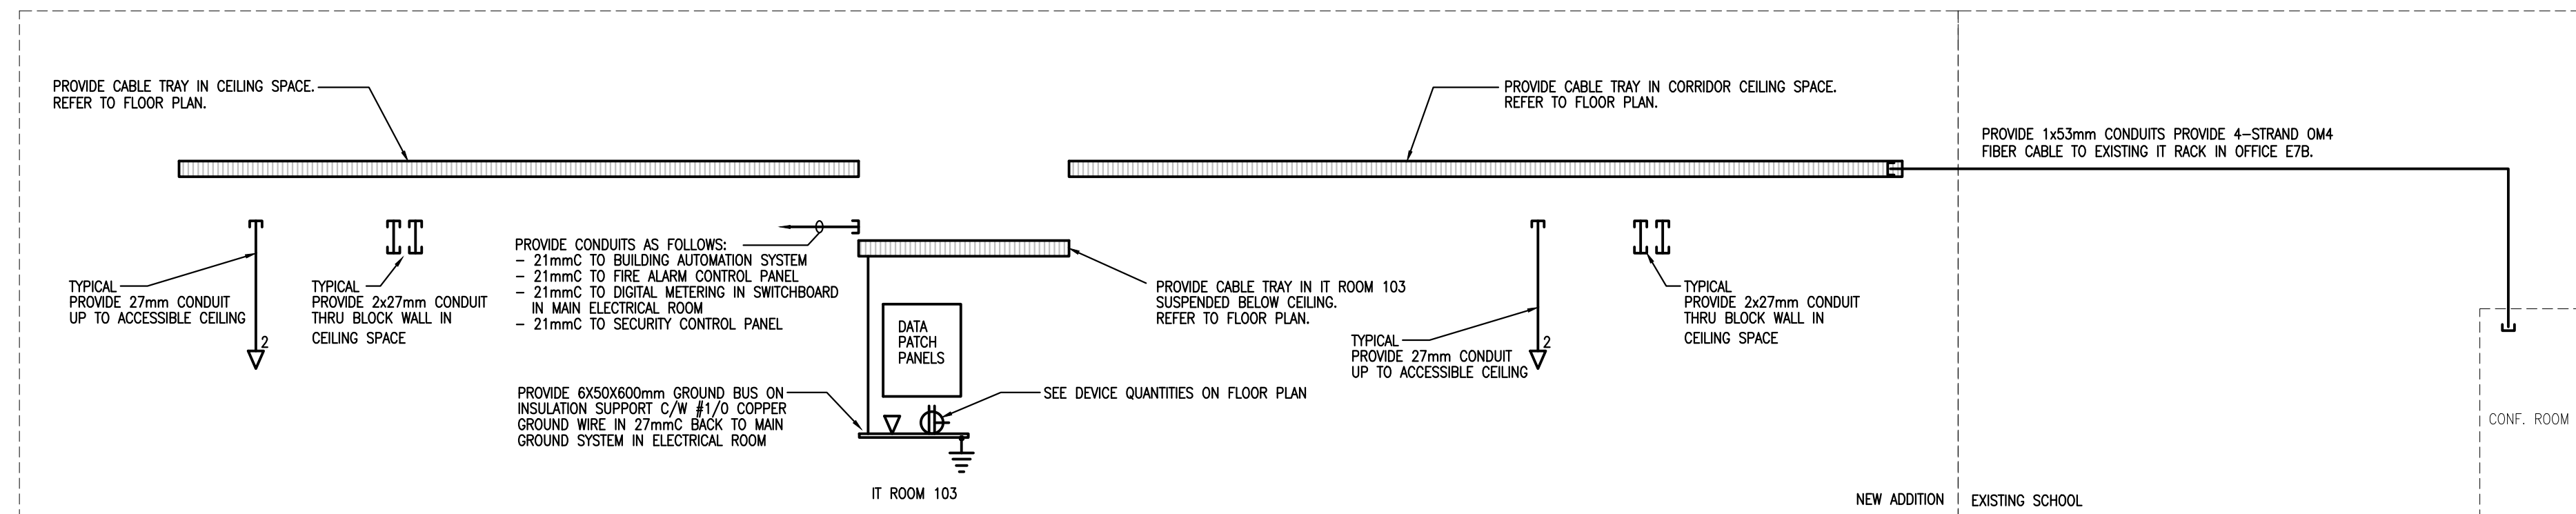 PROVIDE CABLE TRAY IN CEILING SPACE.
REFER TO FLOOR PLAN.
PROVIDE CABLE TRAY IN CORRIDOR CEILING SPACE.
REFER TO FLOOR PLAN.
PROVIDE 1x53mm CONDUITS PROVIDE 4-STRAND OM4
FIBER CABLE TO EXISTING IT RACK IN OFFICE E7B.
TYPICAL
PROVIDE 27mm CONDUIT
UP TO ACCESSIBLE CEILING
2
TYPICAL
PROVIDE 2x27mm CONDUIT
THRU BLOCK WALL IN
CEILING SPACE
PROVIDE CONDUITS AS FOLLOWS:
- 21mmC TO BUILDING AUTOMATION SYSTEM
- 21mmC TO FIRE ALARM CONTROL PANEL
- 21mmC TO DIGITAL METERING IN SWITCHBOARD
IN MAIN ELECTRICAL ROOM
- 21mmC TO SECURITY CONTROL PANEL
PROVIDE CABLE TRAY IN IT ROOM 103
SUSPENDED BELOW CEILING.
REFER TO FLOOR PLAN.
DATA
PATCH
PANELS
TYPICAL
PROVIDE 27mm CONDUIT
UP TO ACCESSIBLE CEILING
2
TYPICAL
PROVIDE 2x27mm CONDUIT
THRU BLOCK WALL IN
CEILING SPACE
PROVIDE 6X50X600mm GROUND BUS ON
INSULATION SUPPORT C/W #1/0 COPPER
GROUND WIRE IN 27mmC BACK TO MAIN
GROUND SYSTEM IN ELECTRICAL ROOM
SEE DEVICE QUANTITIES ON FLOOR PLAN
IT ROOM 103
CONF. ROOM
NEW ADDITION
EXISTING SCHOOL